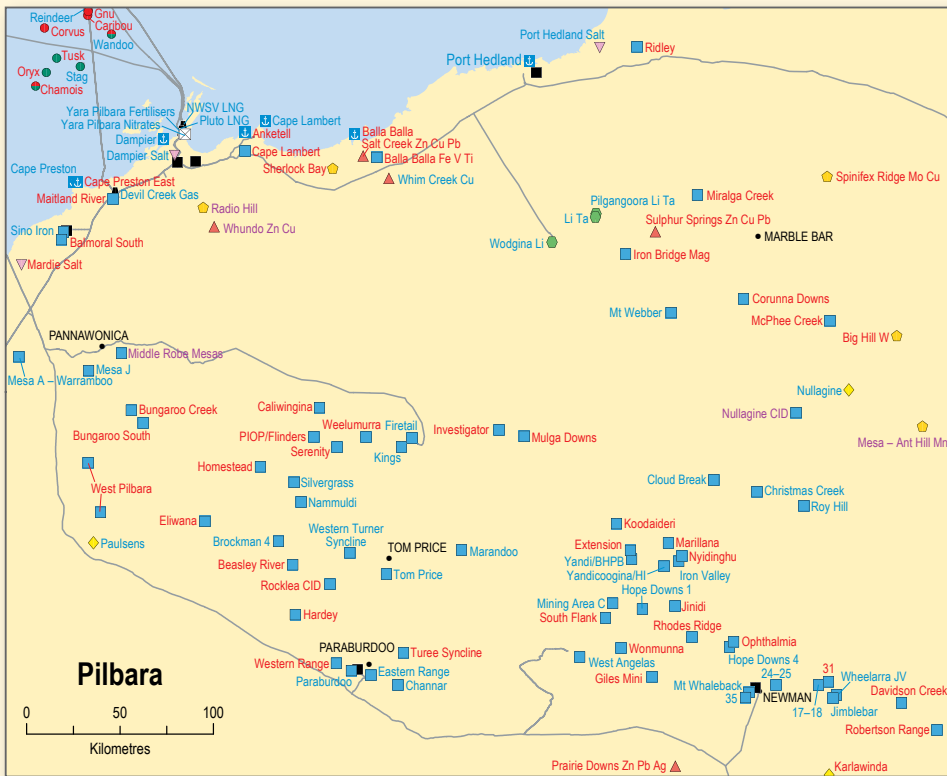 Reindeer
Gnu
Caribou
Corvus
Wandoo
Tusk
Oryx
Stag
Chamois
Port Hedland Salt
Ridley
Port Hedland
NWSV LNG
Yara Pilbara Fertilisers
Pluto LNG
Yara Pilbara Nitrates
Cape Lambert
Dampier
Anketell
Balla Balla
Salt Creek Zn Cu Pb
Dampier Salt
Cape Lambert
Balla Balla Fe V Ti
Cape Preston
Sherlock Bay
Whim Creek Cu
Spinifex Ridge Mo Cu
Cape Preston East
Devil Creek Gas
Maitland River
Radio Hill
Miralga Creek
Pilgangoora Li Ta
Li Ta
Sulphur Springs Zn Cu Pb
Whundo Zn Cu
Sino Iron
Balmoral South
Wodgina Li
MARBLE BAR
Iron Bridge Mag
Mardie Salt
Corunna Downs
Mt Webber
McPhee Creek
Big Hill W
PANNAWONICA
Middle Robe Mesas
Mesa A – Warramboo
Mesa J
Nullagine
Bungaroo Creek
Caliwingina
Bungaroo South
Weelumurra
Firetail
Nullagine CID
PIOP/Flinders
Investigator
Mulga Downs
Mesa – Ant Hill Mn
Serenity
Kings
Homestead
West Pilbara
Silvergrass
Cloud Break
Christmas Creek
Nammuldi
Roy Hill
Eliwana
Koodaideri
Paulsens
Brockman 4
Western Turner
Syncline
TOM PRICE
Marandoo
Extension
Marillana
Yandi/BHPB
Nyidinghu
Beasley River
Yandicoogina/HI
Iron Valley
Tom Price
Rocklea CID
Hope Downs 1
Mining Area C
Jinidi
South Flank
Hardey
Rhodes Ridge
Ophthalmia
PARABURDOO
Turee Syncline
Wonmunna
Hope Downs 4
Western Range
West Angelas
Pilbara
Paraburdoo
Eastern Range
Giles Mini
24–25
31
Wheelarra JV
Channar
Mt Whaleback
Davidson Creek
NEWMAN
35
17–18
Jimblebar
0
50
100
Kilometres
Robertson Range
Prairie Downs Zn Pb Ag
Karlawinda